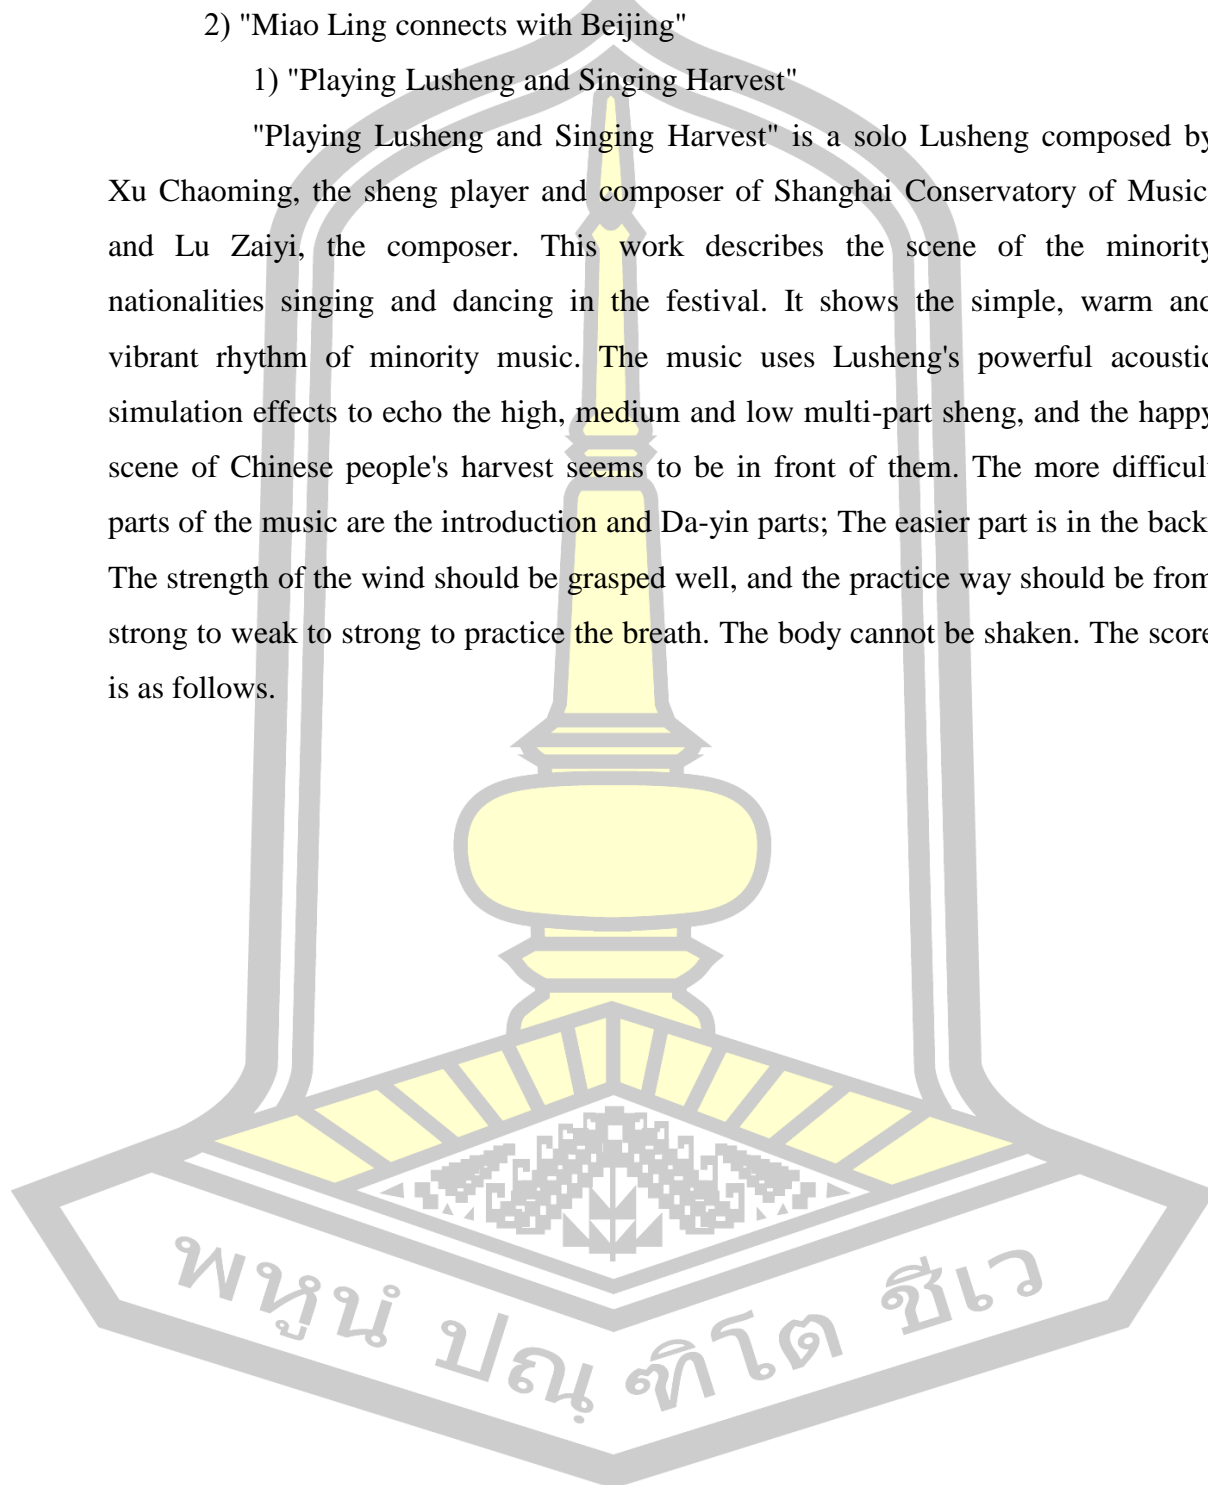 2) "Miao Ling connects with Beijing"
1) "Playing Lusheng and Singing Harvest"
"Playing Lusheng and Singing Harvest" is a solo Lusheng composed by
Xu Chaoming, the sheng player and composer of Shanghai Conservatory of Music
and Lu Zaiyi, the composer. This work describes the scene of the minority
nationalities singing and dancing in the festival. It shows the simple, warm and
vibrant rhythm of minority music. The music uses Lusheng's powerful acoustic
simulation effects to echo the high, medium and low multi-part sheng, and the happy
scene of Chinese people's harvest seems to be in front of them. The more difficult
parts of the music are the introduction and Da-yin parts; The easier part is in the back
The strength of the wind should be grasped well, and the practice way should be from
strong to weak to strong to practice the breath. The body cannot be shaken. The score
is as follows.
พหูนํ ปณฺฑิโต ชีเว